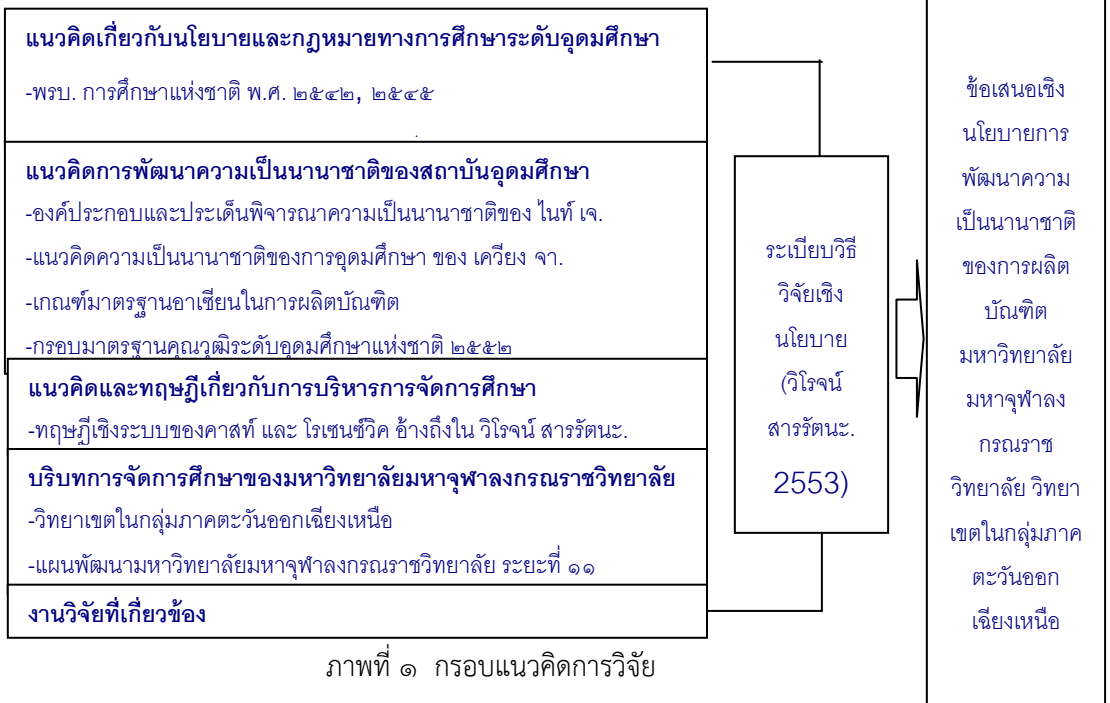 แนวคิดเกี่ยวกับนโยบายและกฎหมายทางการศึกษาระดับอุดมศึกษา
-พรบ. การศึกษาแห่งชาติ พ.ศ. ๒๕๔๒, ๒๕๔๕
แนวคิดการพัฒนาความเป็นนานาชาติของสถาบันอุดมศึกษา
-องค์ประกอบและประเด็นพิจารณาความเป็นนานาชาติของ ไนท์ เจ.
-แนวคิดความเป็นนานาชาติของการอุดมศึกษา ของ เควียง จา.
-เกณฑ์มาตรฐานอาเซียนในการผลิตบัณฑิต
-กรอบมาตรฐานคุณวุฒิระดับอุดมศึกษาแห่งชาติ ๒๕๕๒
แนวคิดและทฤษฎีเกี่ยวกับการบริหารการจัดการศึกษา
-ทฤษฎีเชิงระบบของคาสท์ และ โรเซนซ์วิค อ้างถึงใน วิโรจน์ สารรัตนะ.
บริบทการจัดการศึกษาของมหาวิทยาลัยมหาจุฬาลงกรณราชวิทยาลัย
-วิทยาเขตในกลุ่มภาคตะวันออกเฉียงเหนือ
-แผนพัฒนามหาวิทยาลัยมหาจุฬาลงกรณราชวิทยาลัย ระยะที่ ๑๑
งานวิจัยที่เกี่ยวข้อง
ระเบียบวิธี
วิจัยเชิง
นโยบาย
(วิโรจน์
สารรัตนะ.
2553)
ข้อเสนอเชิง
นโยบายการ
พัฒนาความ
เป็นนานาชาติ
ของการผลิต
บัณฑิต
มหาวิทยาลัย
มหาจุฬาลง
กรณราช
วิทยาลัย วิทยา
เขตในกลุ่มภาค
ตะวันออก
เฉียงเหนือ
ภาพที่ ๑ กรอบแนวคิดการวิจัย